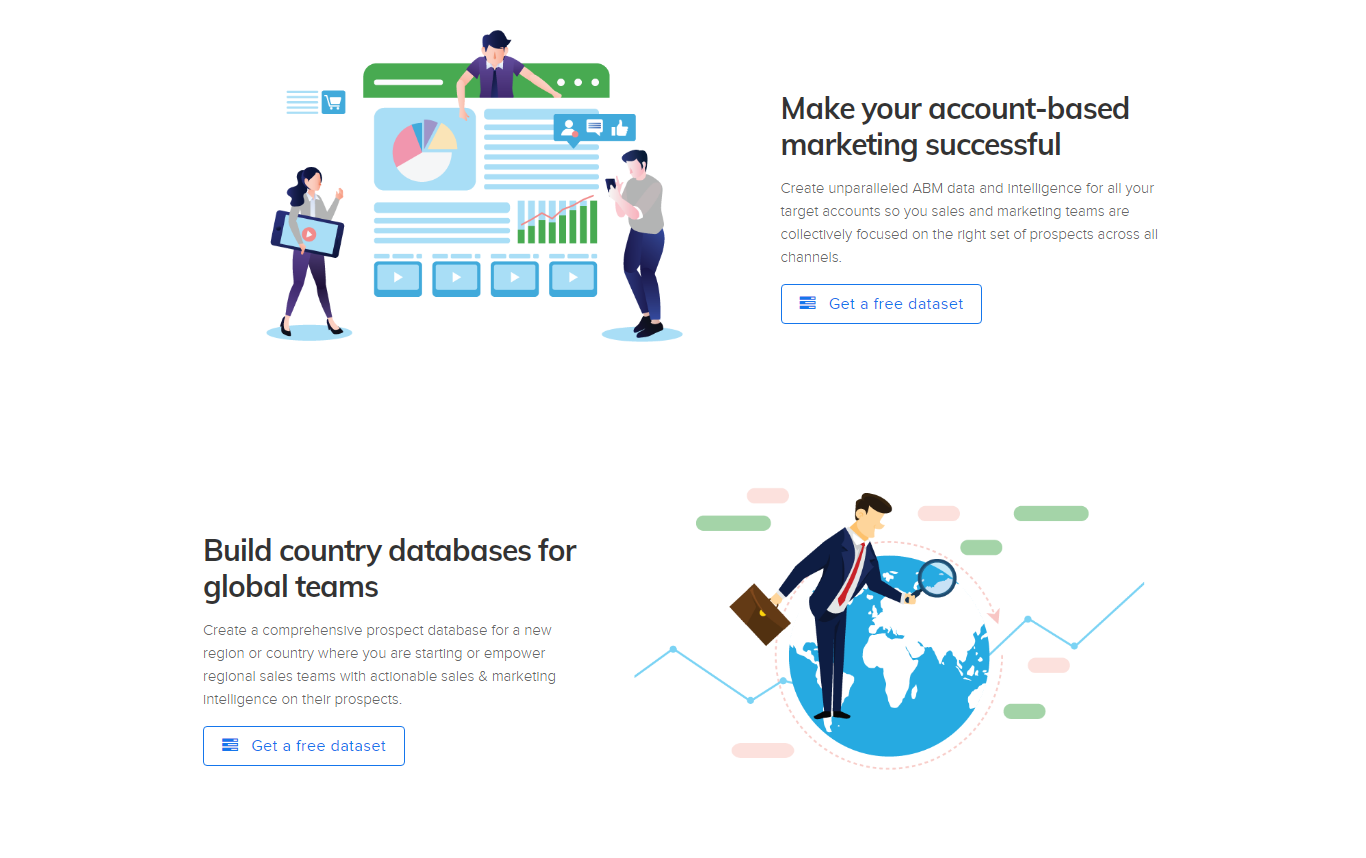 Make your account-based
marketing successful
Create unparalleled ABM data and intelligence for all your
target accounts so you sales and marketing teams are
collectively focused on the right set of prospects across all
channels.
Get a free dataset
Build country databases for
global teams
Create a comprehensive prospect database for a new
region or country where you are starting or empower
regional sales teams with actionable sales & marketing
intelligence on their prospects.
Get a free dataset